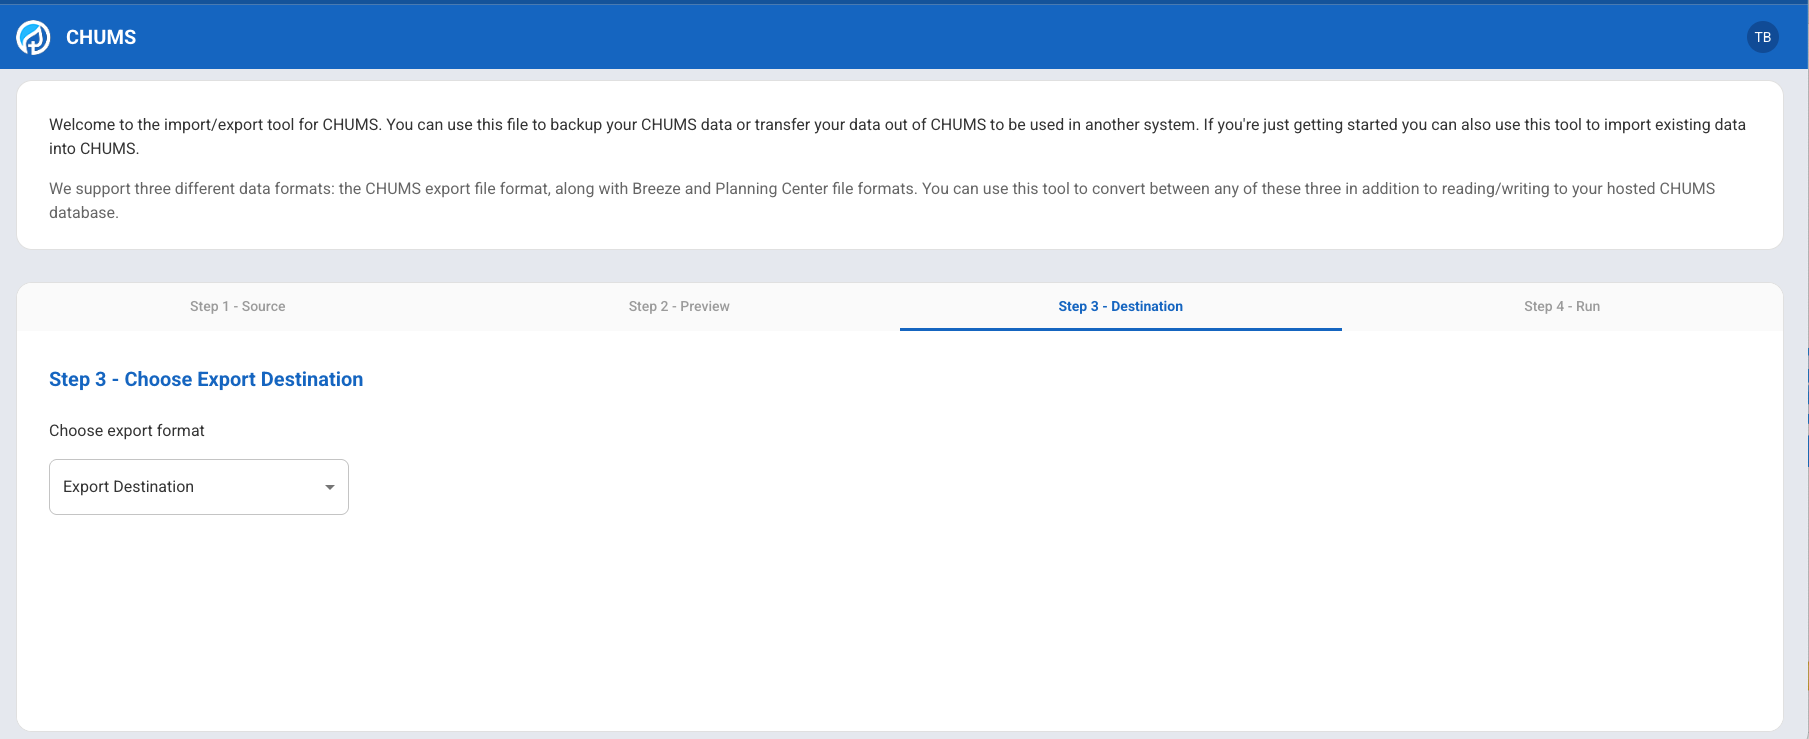 CHUMS
TB
Welcome to the import/export tool for CHUMS. You can use this file to backup your CHUMS data or transfer your data out of CHUMS to be used in another system. If you're just getting started you can also use this tool to import existing data
into CHUMS.
We support three different data formats: the CHUMS export file format, along with Breeze and Planning Center file formats. You can use this tool to convert between any of these three in addition to reading/writing to your hosted CHUMS
database.
Step 1 - Source
Step 2 - Preview
Step 3 - Destination
Step 4 - Run
Step 3 - Choose Export Destination
Choose export format
Export Destination